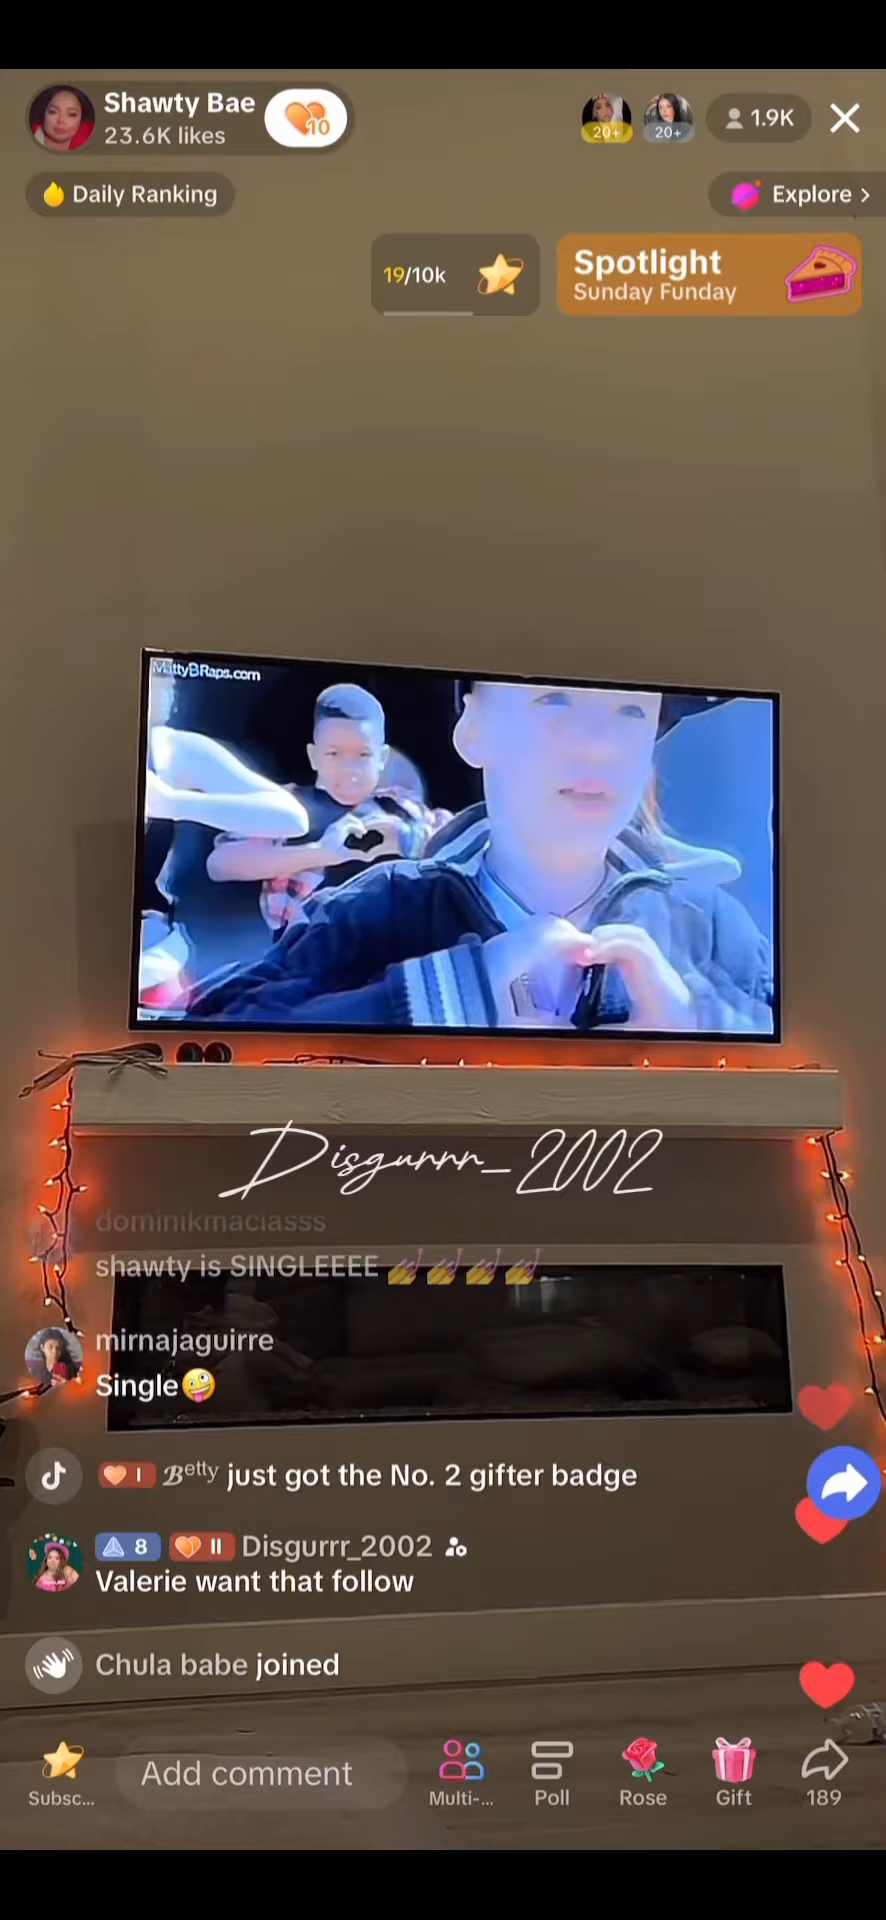 Shawty Bae
23.6K likes
10
20+
20+
1.9K
Daily Ranking
Explore
19/10k
Spotlight
Sunday Funday
MattyBRaps.com
Disgurrr_2002
dominikmaciasss
shawty is SINGLEEEE 💅💅💅💅
mirnajaguirre
Single🤪
I 𝓑ᵉᵗᵗʸ just got the No. 2 gifter badge
8 II Disgurrr_2002
Valerie want that follow
Chula babe joined
Subsc...
Add comment
Multi-...
Poll
Rose
Gift
189